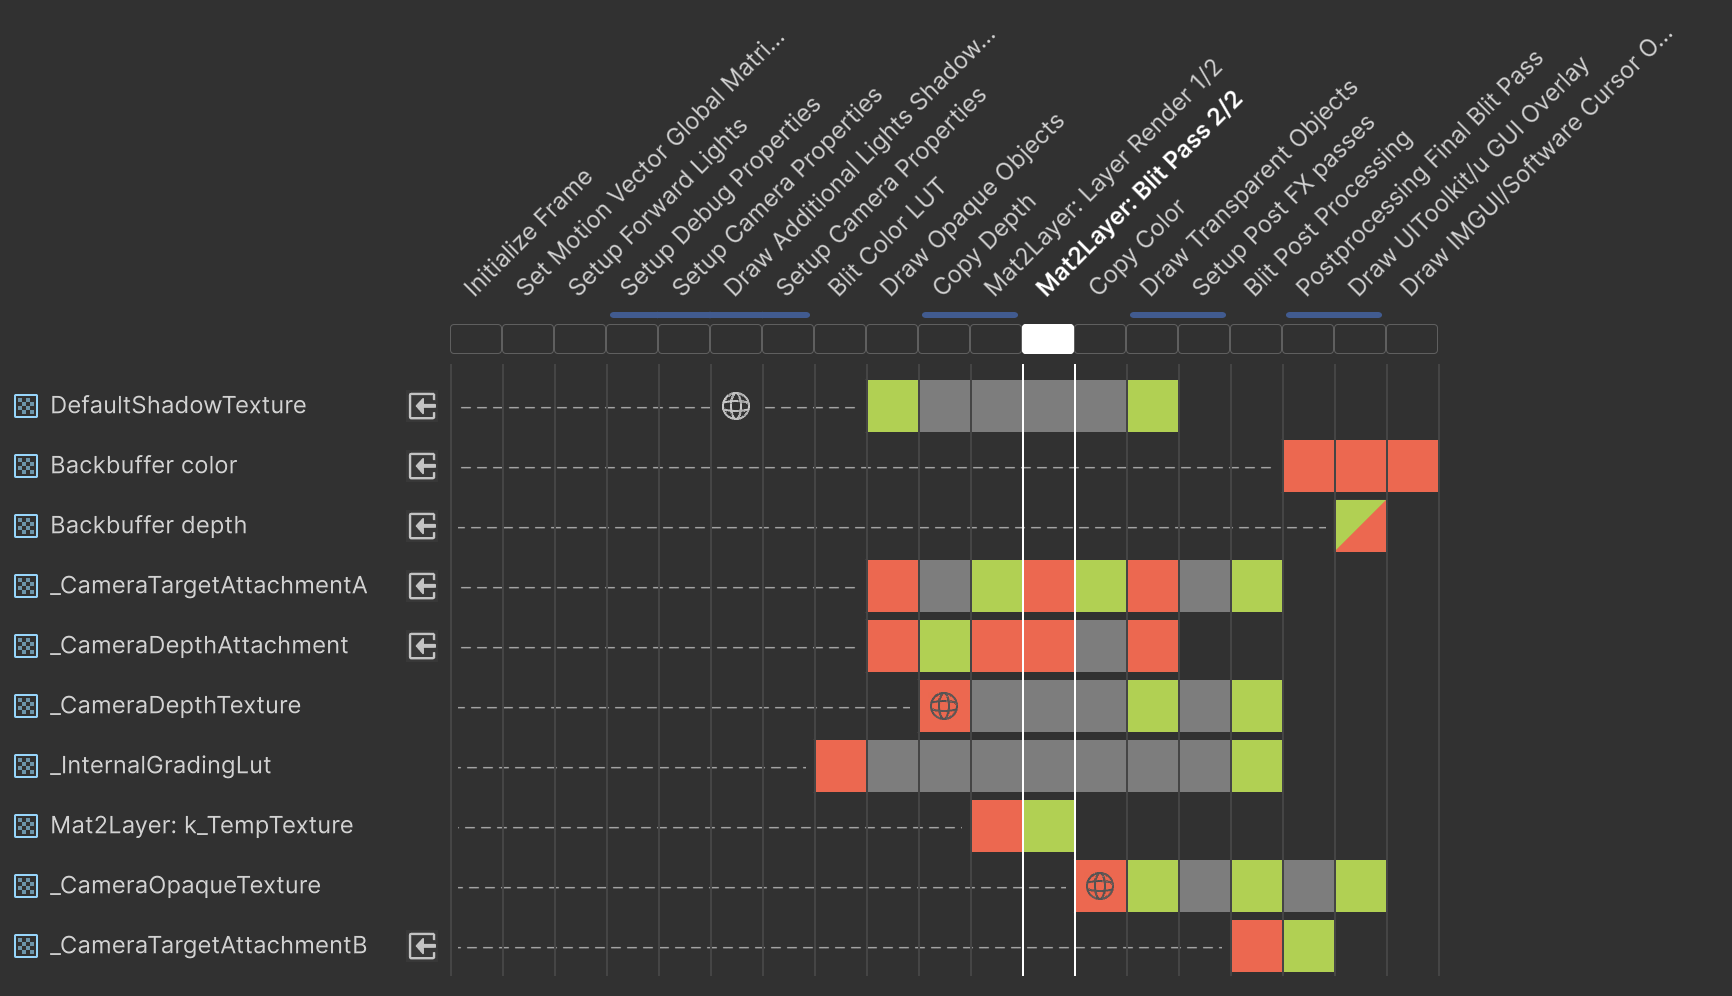 Initialize Frame
Set Motion Vector Global Matri...
Setup Forward Lights
Setup Debug Properties
Setup Camera Properties
Draw Additional Lights Shadow...
Setup Camera Properties
Blit Color LUT
Draw Opaque Objects
Copy Depth
Mat2Layer: Layer Render 1/2
Mat2Layer: Blit Pass 2/2
Copy Color
Draw Transparent Objects
Setup Post FX passes
Blit Post Processing
Postprocessing Final Blit Pass
Draw UIToolkit/u GUI Overlay
Draw IMGUI/Software Cursor O...
DefaultShadowTexture
Backbuffer color
Backbuffer depth
_CameraTargetAttachmentA
_CameraDepthAttachment
_CameraDepthTexture
_InternalGradingLut
Mat2Layer: k_TempTexture
_CameraOpaqueTexture
_CameraTargetAttachmentB